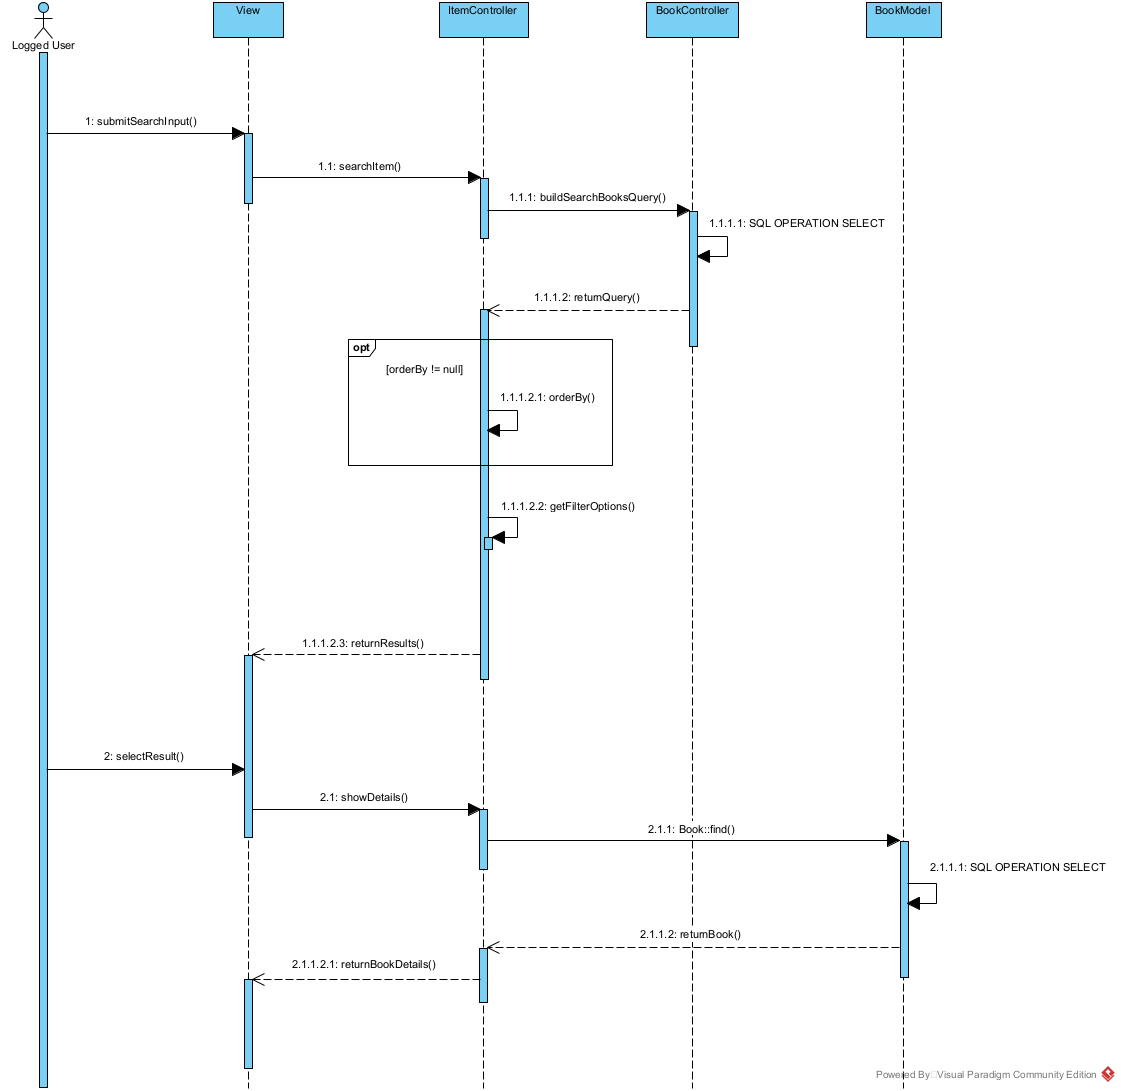 View
ItemController
BookController
BookModel
Logged User
1: submitSearchInput()
1.1: searchItem()
1.1.1: buildSearchBooksQuery()
1.1.1.1: SQL OPERATION SELECT
1.1.1.2: returnQuery()
opt
[orderBy != null]
1.1.1.2.1: orderBy()
1.1.1.2.2: getFilterOptions()
1.1.1.2.3: returnResults()
2: selectResult()
2.1: showDetails()
2.1.1: Book::find()
2.1.1.1: SQL OPERATION SELECT
2.1.1.2: returnBook()
2.1.1.2.1: returnBookDetails()
Powered By Visual Paradigm Community Edition